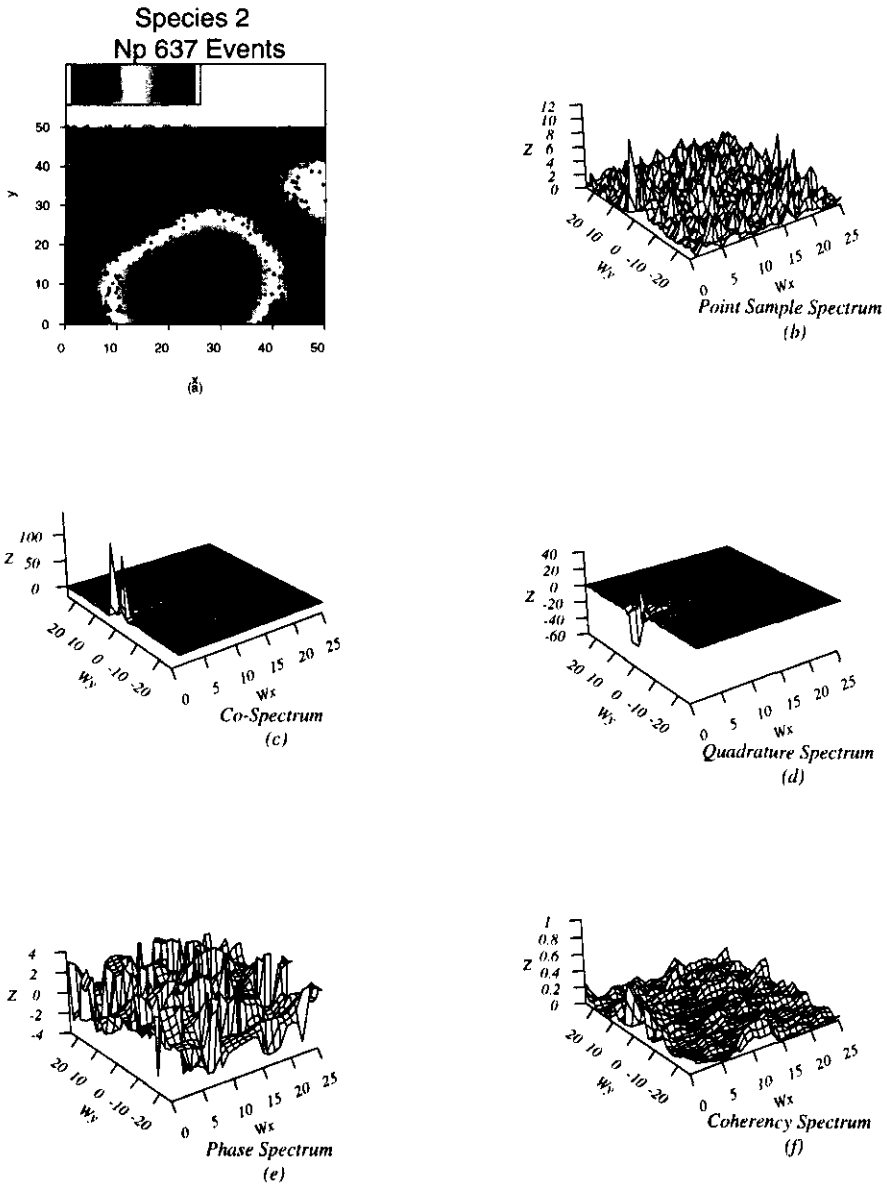 Species 2
Np 637 Events
50
40
30
20
10
0
y
0 10 20 30 40 50
x
(a)
12
10
8
6
4
2
0
Z
20 10 0 -10 -20
Wy
0 5 10 15 20 25
Wx
Point Sample Spectrum
(b)
100
50
0
Z
20 10 0 -10 -20
Wy
0 5 10 15 20 25
Wx
Co-Spectrum
(c)
40
20
0
-20
-40
-60
Z
20 10 0 -10 -20
Wy
0 5 10 15 20 25
Wx
Quadrature Spectrum
(d)
4
2
0
-2
-4
Z
20 10 0 -10 -20
Wy
0 5 10 15 20 25
Wx
Phase Spectrum
(e)
1
0.8
0.6
0.4
0.2
0
Z
20 10 0 -10 -20
Wy
0 5 10 15 20 25
Wx
Coherency Spectrum
(f)